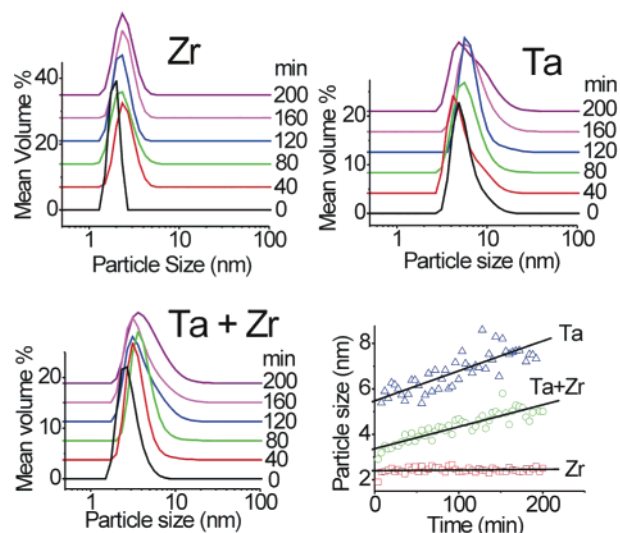 Zr
min
Mean Volume %
40
20
0
200
160
120
80
40
0
1
10
100
Particle Size (nm)
Ta
min
Mean Volume %
20
10
0
200
160
120
80
40
0
1
10
100
Particle size (nm)
Ta + Zr
min
Mean volume %
20
10
0
200
160
120
80
40
0
1
10
100
Particle size (nm)
Particle size (nm)
8
6
4
2
Ta
Ta+Zr
Zr
0
100
200
Time (min)